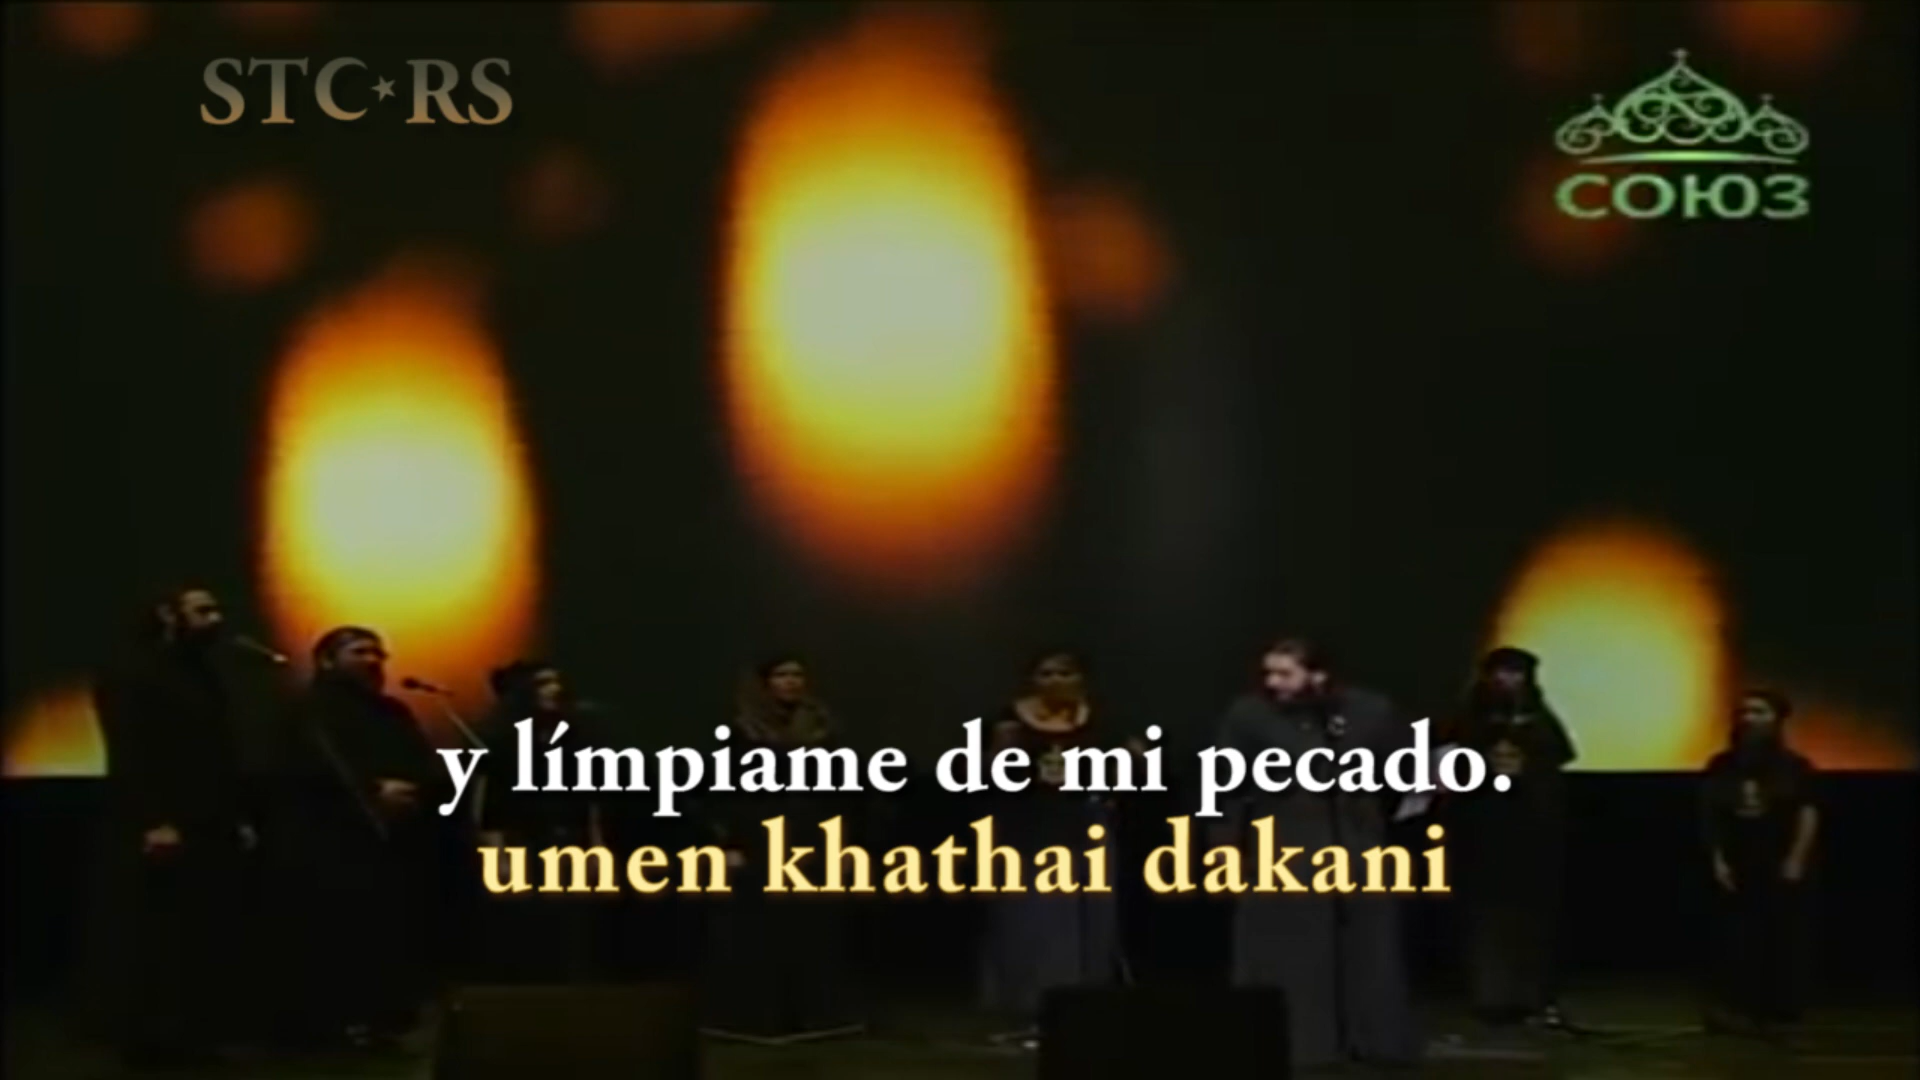 STC★RS
СОЮЗ
y límpiame de mi pecado.
umen khathai dakani